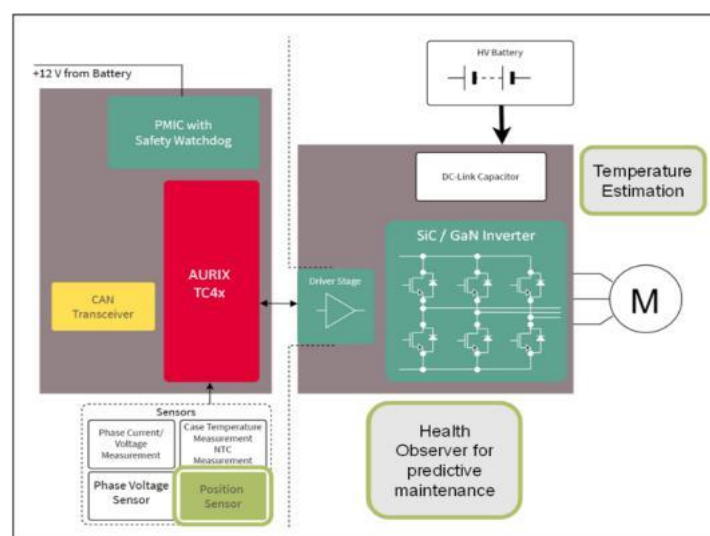 +12 V from Battery
PMIC with
Safety Watchdog
AURIX
TC4x
CAN
Transceiver
Sensors
Phase Current/
Voltage
Measurement
Case Temperature
Measurement
NTC
Measurement
Phase Voltage
Sensor
Position
Sensor
HV Battery
DC-Link Capacitor
Temperature
Estimation
Driver Stage
SiC / GaN Inverter
M
Health
Observer for
predictive
maintenance